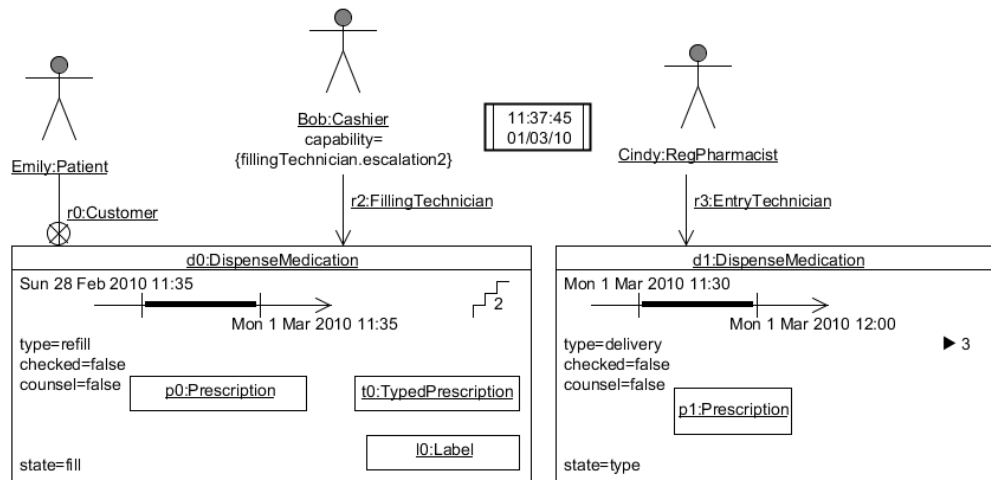 11:37:45
01/03/10
Bob:Cashier
capability=
{fillingTechnician.escalation2}
Emily:Patient
Cindy:RegPharmacist
r0:Customer
r2:FillingTechnician
r3:EntryTechnician
d0:DispenseMedication
Sun 28 Feb 2010 11:35
2
Mon 1 Mar 2010 11:35
type=refill
checked=false
counsel=false
p0:Prescription
t0:TypedPrescription
l0:Label
state=fill
d1:DispenseMedication
Mon 1 Mar 2010 11:30
Mon 1 Mar 2010 12:00
type=delivery
3
checked=false
counsel=false
p1:Prescription
state=type